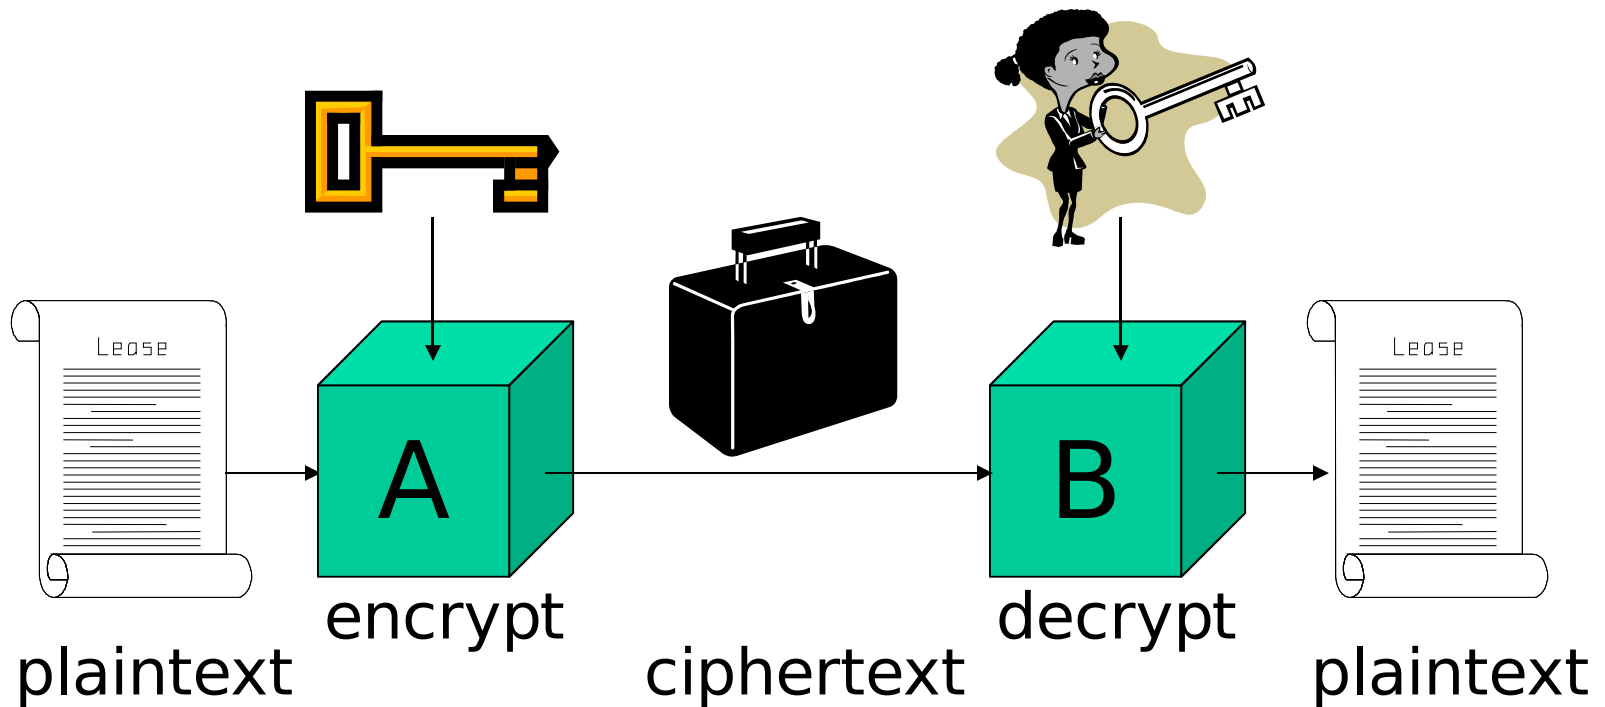 Lease
Lease
A
B
encrypt
decrypt
plaintext
ciphertext
plaintext